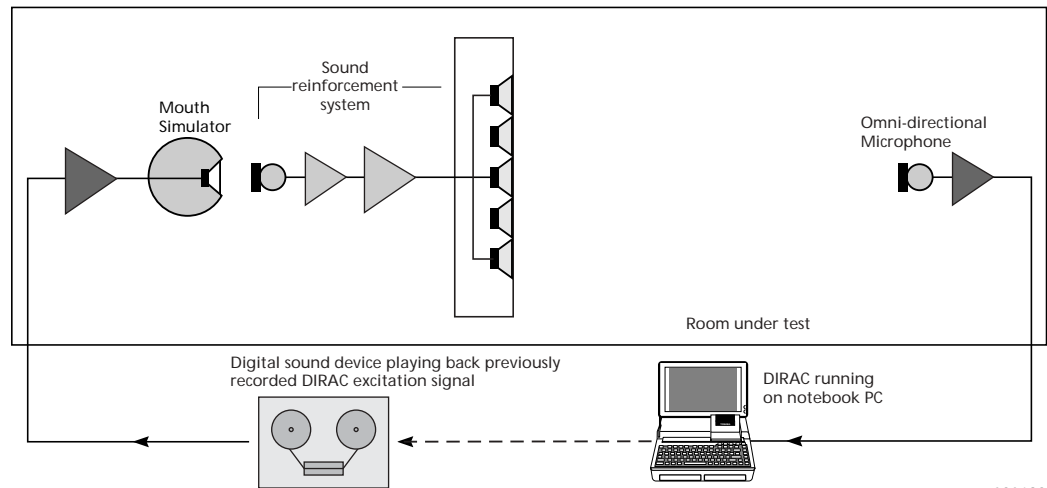 Sound
reinforcement
system
Mouth
Simulator
Omni-directional
Microphone
Room under test
Digital sound device playing back previously
recorded DIRAC excitation signal
DIRAC running
on notebook PC